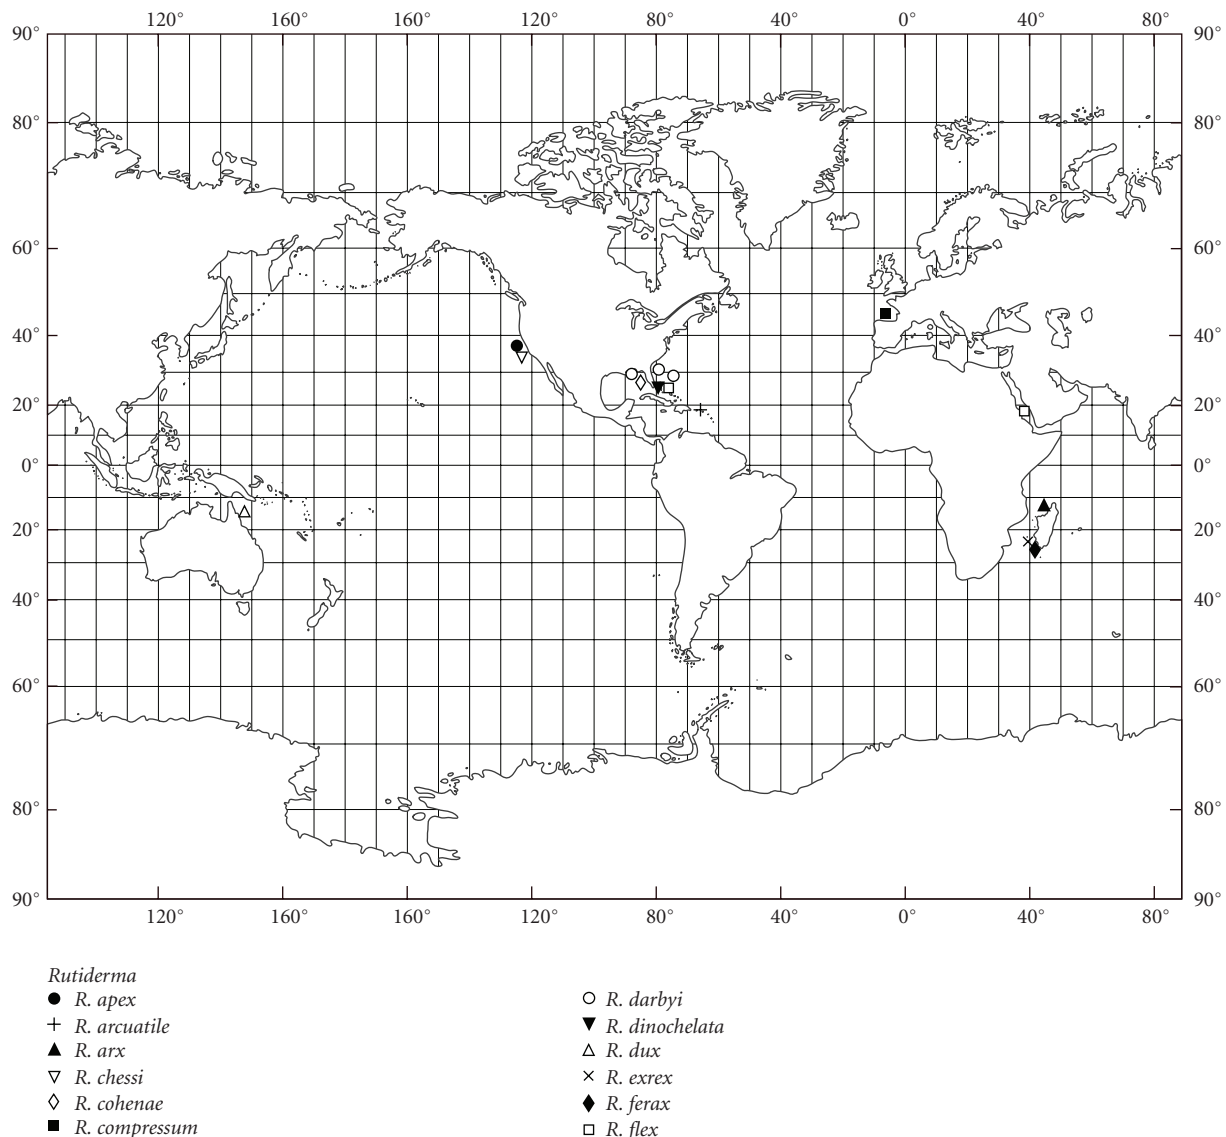 120° 160° 160° 120° 80° 40° 0° 40° 80°
90° 90°
80° 80°
60° 60°
40° 40°
20° 20°
0° 0°
20° 20°
40° 40°
60° 60°
80° 80°
90° 90°
120° 160° 160° 120° 80° 40° 0° 40° 80°
Rutiderma
R. apex
R. arcuatile
R. arx
R. chessi
R. cohenae
R. compressum
R. darbyi
R. dinochelata
R. dux
R. exrex
R. ferax
R. flex